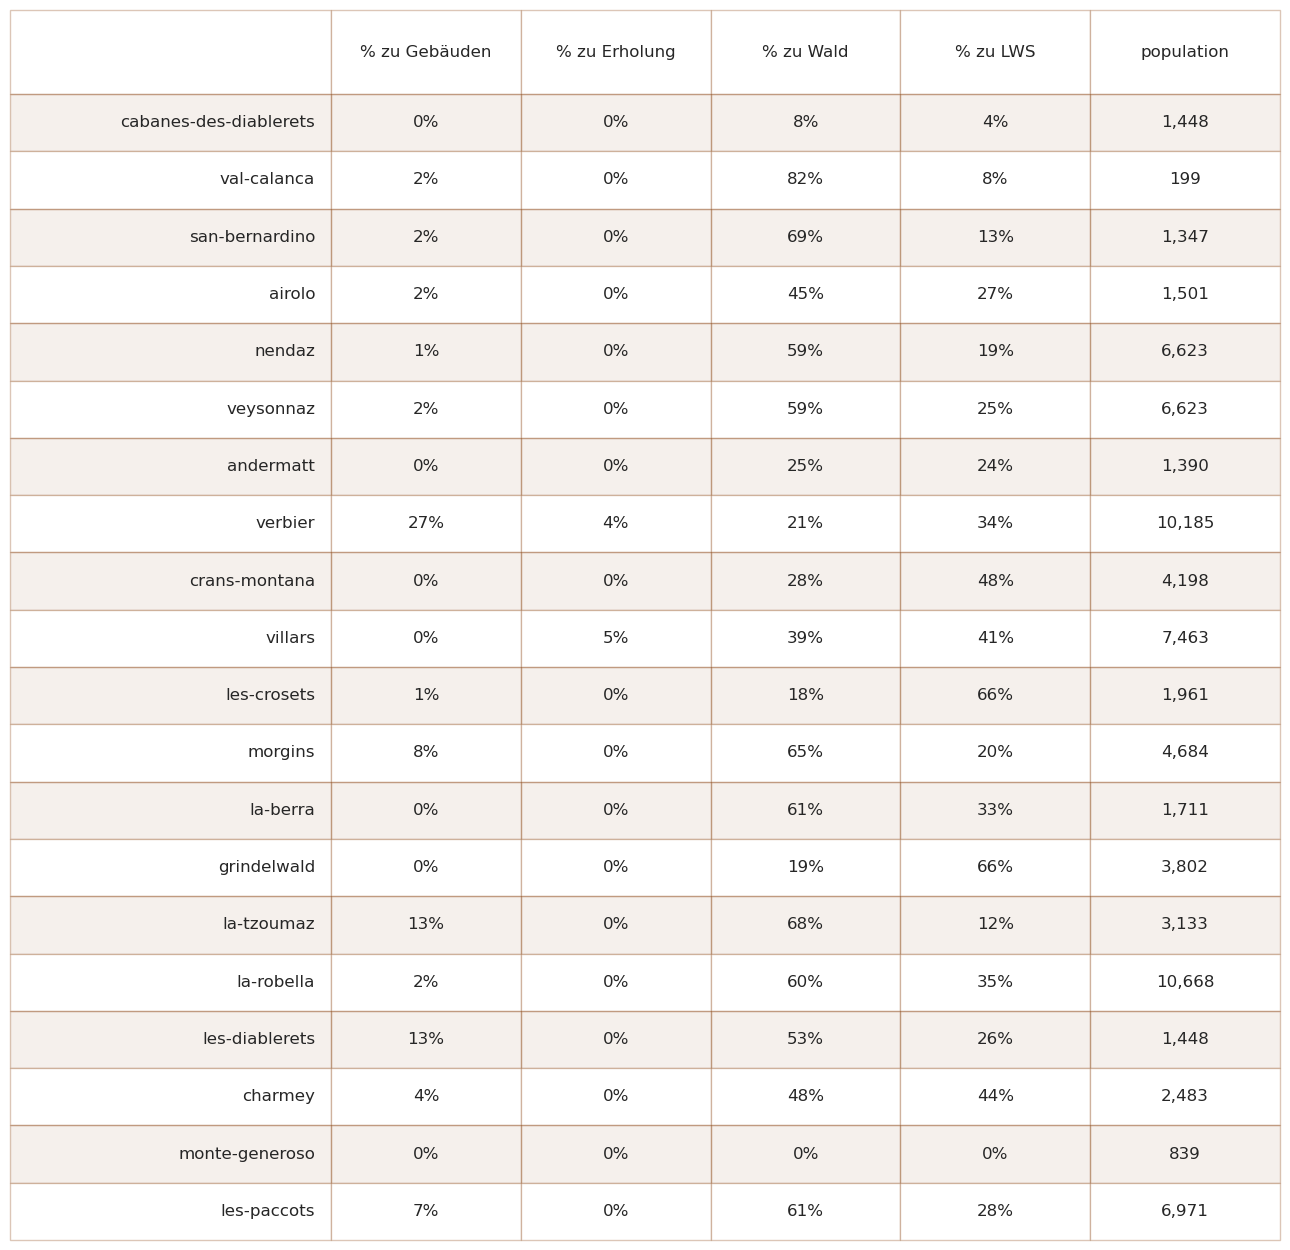 % zu Gebäuden % zu Erholung % zu Wald % zu LWS population
cabanes-des-diablerets 0% 0% 8% 4% 1,448
val-calanca 2% 0% 82% 8% 199
san-bernardino 2% 0% 69% 13% 1,347
airolo 2% 0% 45% 27% 1,501
nendaz 1% 0% 59% 19% 6,623
veysonnaz 2% 0% 59% 25% 6,623
andermatt 0% 0% 25% 24% 1,390
verbier 27% 4% 21% 34% 10,185
crans-montana 0% 0% 28% 48% 4,198
villars 0% 5% 39% 41% 7,463
les-crosets 1% 0% 18% 66% 1,961
morgins 8% 0% 65% 20% 4,684
la-berra 0% 0% 61% 33% 1,711
grindelwald 0% 0% 19% 66% 3,802
la-tzoumaz 13% 0% 68% 12% 3,133
la-robella 2% 0% 60% 35% 10,668
les-diablerets 13% 0% 53% 26% 1,448
charmey 4% 0% 48% 44% 2,483
monte-generoso 0% 0% 0% 0% 839
les-paccots 7% 0% 61% 28% 6,971